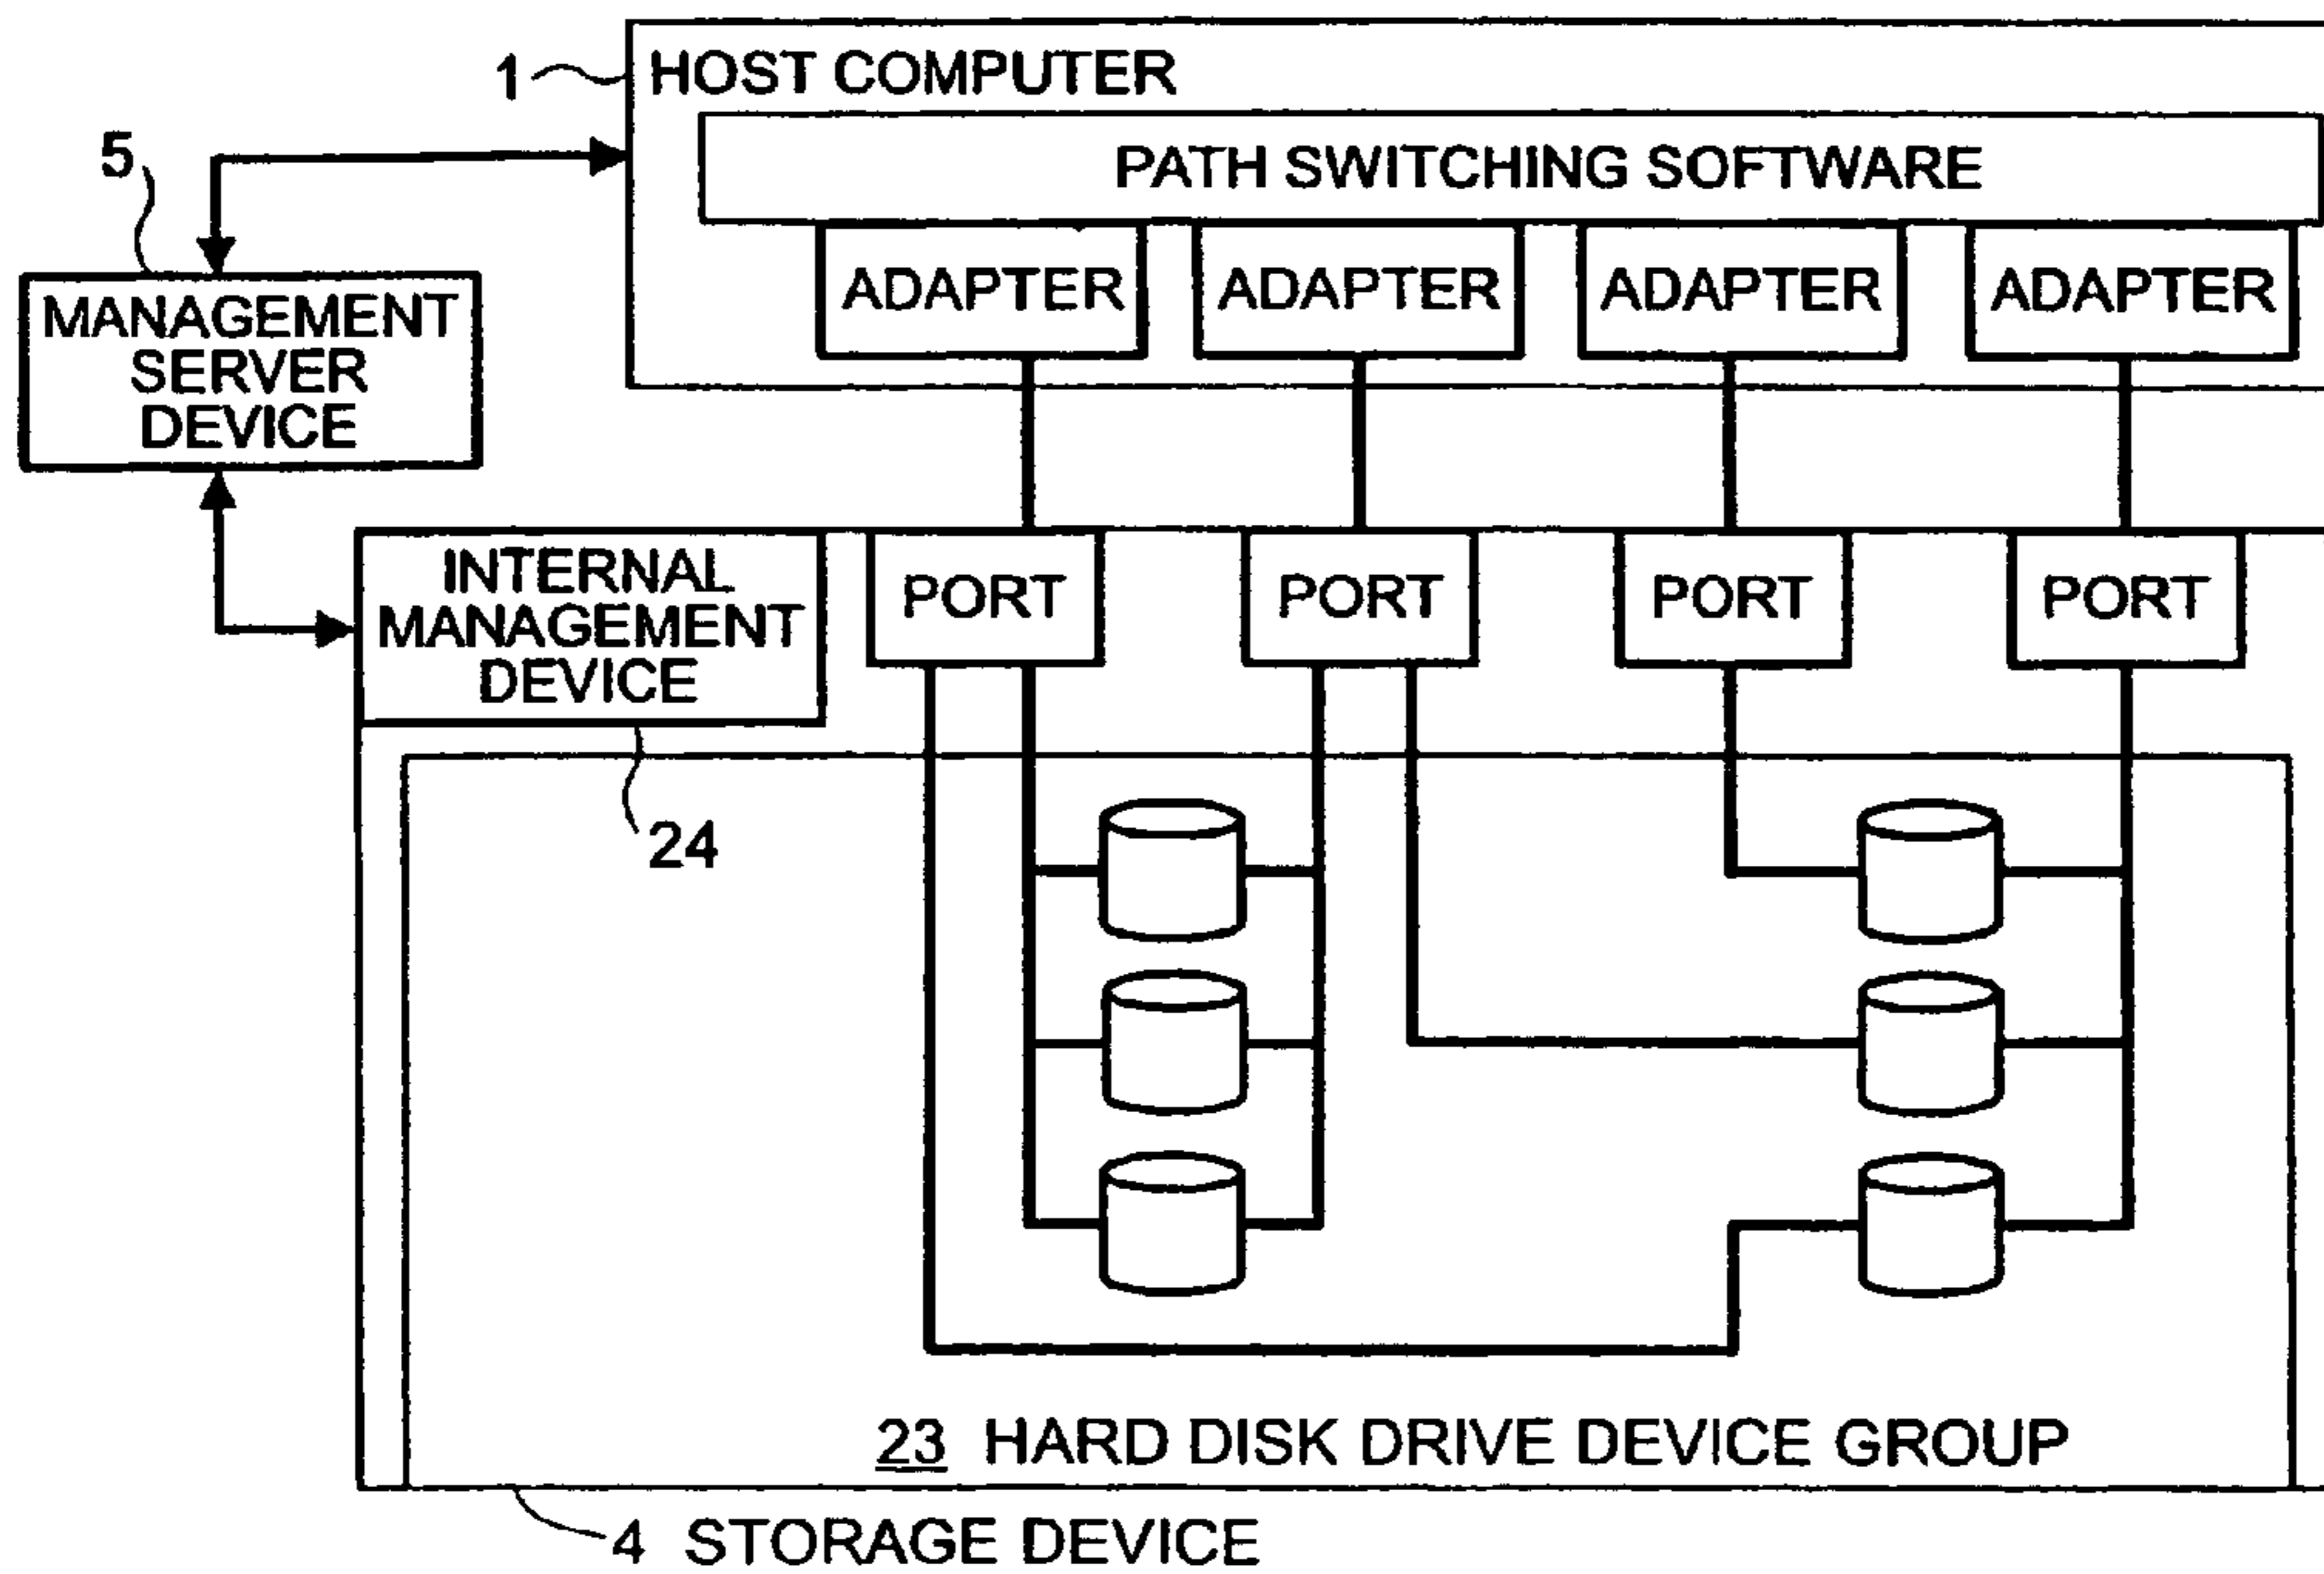 1 HOST COMPUTER
PATH SWITCHING SOFTWARE
5
ADAPTER ADAPTER ADAPTER ADAPTER
MANAGEMENT
SERVER
DEVICE
INTERNAL
MANAGEMENT
DEVICE
PORT PORT PORT PORT
24
23 HARD DISK DRIVE DEVICE GROUP
4 STORAGE DEVICE